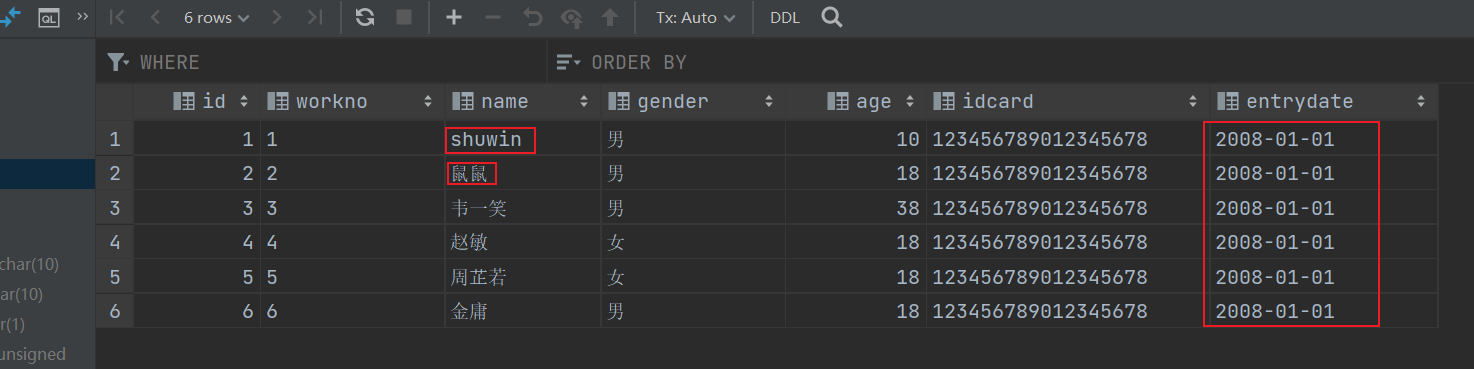 QL >> 6 rows Tx: Auto DDL
WHERE ORDER BY
id workno name gender age idcard entrydate
1 1 1 shuwin 男 10 123456789012345678 2008-01-01
2 2 2 鼠鼠 男 18 123456789012345678 2008-01-01
3 3 3 韦一笑 男 38 123456789012345678 2008-01-01
4 4 4 赵敏 女 18 123456789012345678 2008-01-01
char(10)
5 5 5 周芷若 女 18 123456789012345678 2008-01-01
ar(10)
6 6 6 金庸 男 18 123456789012345678 2008-01-01
r(1)
unsigned